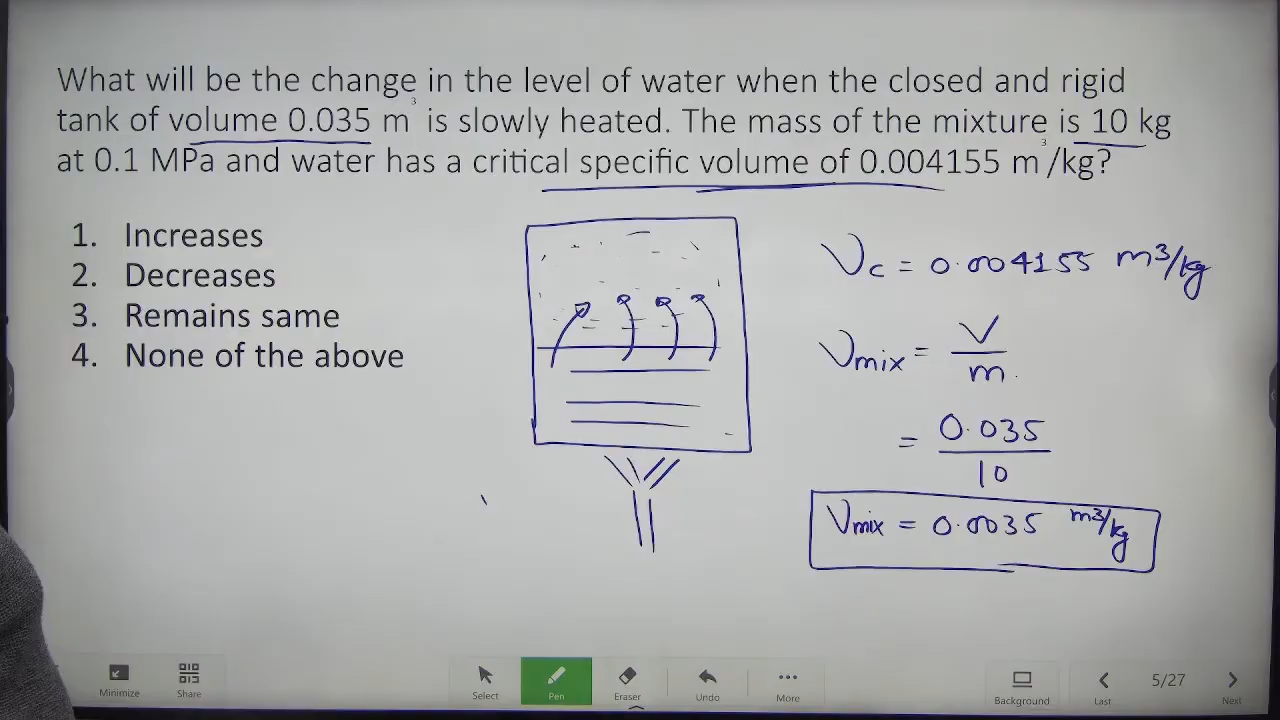 What will be the change in the level of water when the closed and rigid
tank of volume 0.035 m³ is slowly heated. The mass of the mixture is 10 kg
at 0.1 MPa and water has a critical specific volume of 0.004155 m³/kg?
1. Increases
2. Decreases
3. Remains same
4. None of the above
Vc = 0.004155 m³/kg
Vmix = V/m
= 0.035/10
Vmix = 0.0035 m³/kg
Minimize
Share
Select
Pen
Eraser
Undo
More
Background
Last
5/27
Next